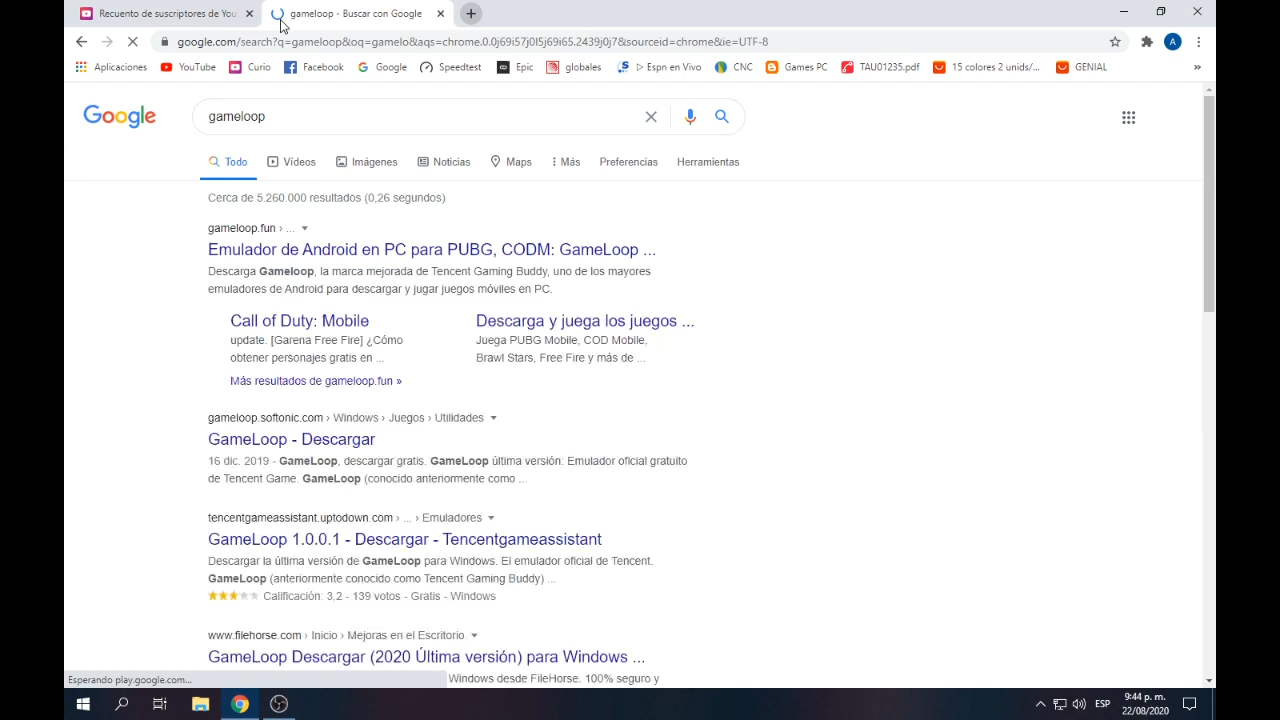 Recuento de suscriptores de You
gameloop - Buscar con Google
google.com/search?q=gameloop&oq=gamelo&aqs=chrome.0.0j69i57j0l5j69i65.2439j0j7&sourceid=chrome&ie=UTF-8
Aplicaciones YouTube Curio Facebook Google Speedtest Epic globales ▷ Espn en Vivo CNC Games PC TAU01235.pdf 15 colores 2 unids/... GENIAL »
Google
gameloop
Todo Vídeos Imágenes Noticias Maps Más Preferencias Herramientas
Cerca de 5.260.000 resultados (0,26 segundos)
gameloop.fun › ...
Emulador de Android en PC para PUBG, CODM: GameLoop ...
Descarga Gameloop, la marca mejorada de Tencent Gaming Buddy, uno de los mayores
emuladores de Android para descargar y jugar juegos móviles en PC.
Call of Duty: Mobile
update. [Garena Free Fire] ¿Cómo
obtener personajes gratis en ...
Descarga y juega los juegos ...
Juega PUBG Mobile, COD Mobile,
Brawl Stars, Free Fire y más de ...
Más resultados de gameloop.fun »
gameloop.softonic.com › Windows › Juegos › Utilidades
GameLoop - Descargar
16 dic. 2019 - GameLoop, descargar gratis. GameLoop última versión: Emulador oficial gratuito
de Tencent Game. GameLoop (conocido anteriormente como ...
tencentgameassistant.uptodown.com › ... › Emuladores
GameLoop 1.0.0.1 - Descargar - Tencentgameassistant
Descargar la última versión de GameLoop para Windows. El emulador oficial de Tencent.
GameLoop (anteriormente conocido como Tencent Gaming Buddy) ...
Calificación: 3,2 - 139 votos - Gratis - Windows
www.filehorse.com › Inicio › Mejoras en el Escritorio
GameLoop Descargar (2020 Última versión) para Windows ...
Windows desde FileHorse. 100% seguro y
Esperando play.google.com...
ESP
9:44 p. m.
22/08/2020